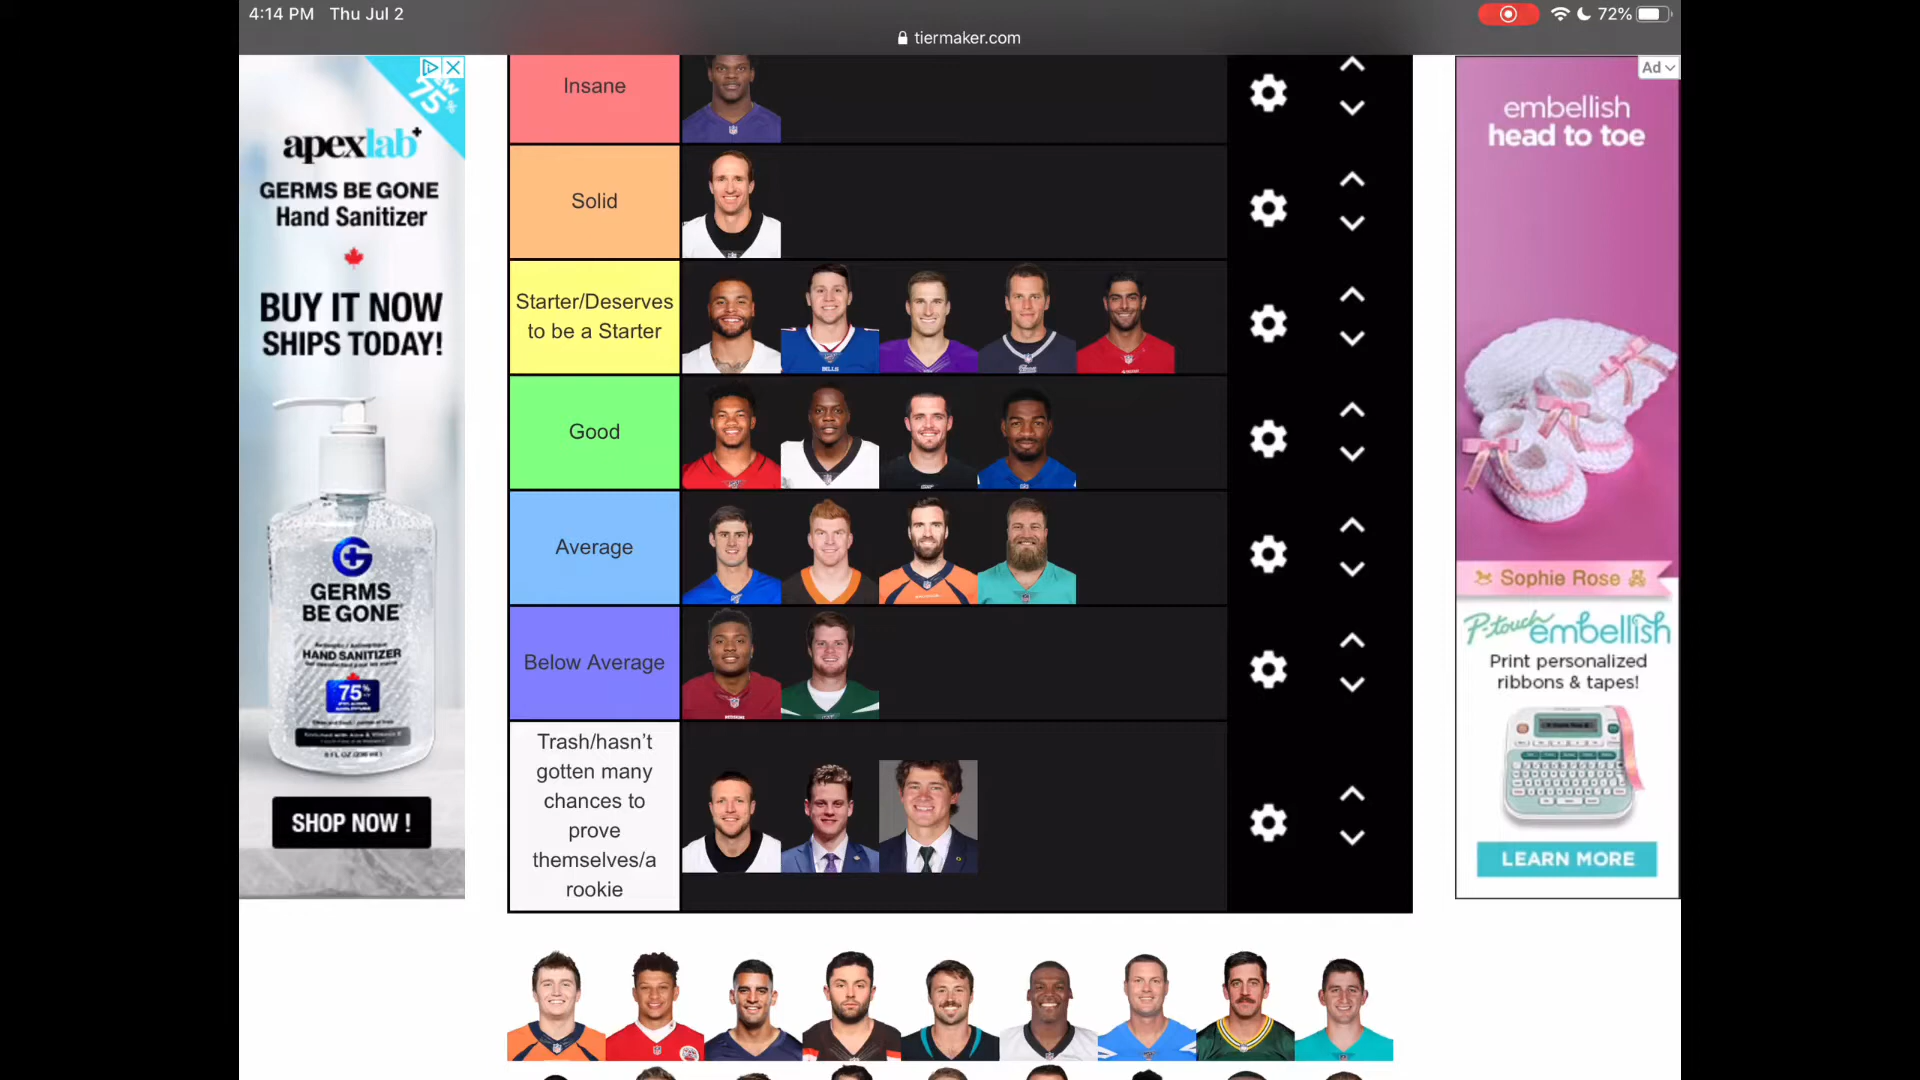 4:14 PM Thu Jul 2
72%
tiermaker.com
75%
apexlab+
GERMS BE GONE
Hand Sanitizer
BUY IT NOW
SHIPS TODAY!
GERMS
BE GONE
HAND SANITIZER
75%
SHOP NOW !
Insane
Solid
Starter/Deserves
to be a Starter
Good
Average
Below Average
Trash/hasn't
gotten many
chances to
prove
themselves/a
rookie
BILLS
Ad
embellish
head to toe
Sophie Rose
P-touch embellish
Print personalized
ribbons & tapes!
LEARN MORE